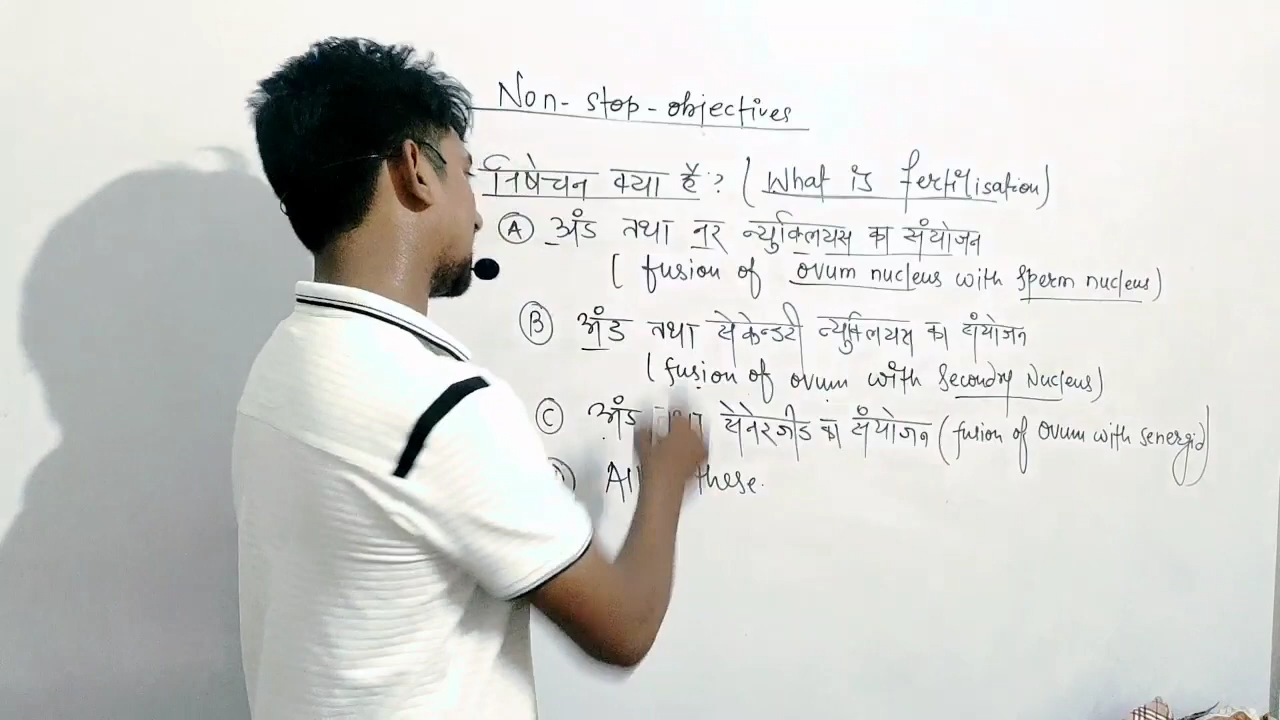 Non-stop-objectives
निषेचन क्या है? (What is fertilisation)
(A) अंड तथा नर न्युक्लियस का संयोजन
(fusion of ovum nucleus with sperm nucleus)
(B) अंड तथा सेकेन्डरी न्युक्लियस का संयोजन
(fusion of ovum with Secondry Nucleus)
(C) अंड तथा सेनेरजीड का संयोजन (fusion of ovum with Senergid)
these.